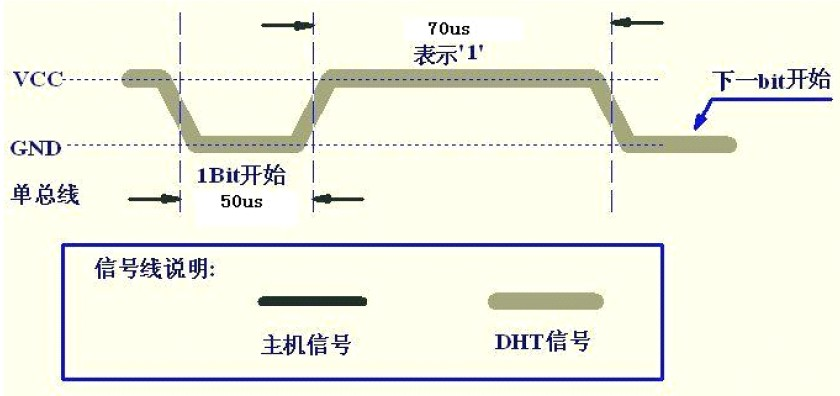 70us
表示'1'
VCC
下一bit开始
GND
1Bit开始
单总线
50us
信号线说明:
主机信号
DHT信号